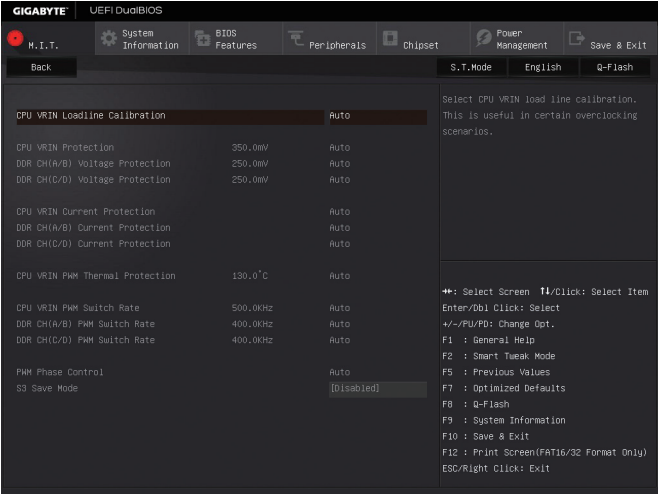 GIGABYTE™ UEFI DualBIOS
M.I.T.
System Information
BIOS Features
Peripherals
Chipset
Power Management
Save & Exit
Back
S.T.Mode English Q-Flash
CPU VRIN Loadline Calibration Auto
CPU VRIN Protection 350.0mV Auto
DDR CH(A/B) Voltage Protection 250.0mV Auto
DDR CH(C/D) Voltage Protection 250.0mV Auto
CPU VRIN Current Protection Auto
DDR CH(A/B) Current Protection Auto
DDR CH(C/D) Current Protection Auto
CPU VRIN PWM Thermal Protection 130.0°C Auto
CPU VRIN PWM Switch Rate 500.0KHz Auto
DDR CH(A/B) PWM Switch Rate 400.0KHz Auto
DDR CH(C/D) PWM Switch Rate 400.0KHz Auto
PWM Phase Control Auto
S3 Save Mode [Disabled]
Select CPU VRIN load line calibration.
This is useful in certain overclocking
scenarios.
→←: Select Screen ↑↓/Click: Select Item
Enter/Dbl Click: Select
+/-/PU/PD: Change Opt.
F1 : General Help
F2 : Smart Tweak Mode
F5 : Previous Values
F7 : Optimized Defaults
F8 : Q-Flash
F9 : System Information
F10 : Save & Exit
F12 : Print Screen(FAT16/32 Format Only)
ESC/Right Click: Exit